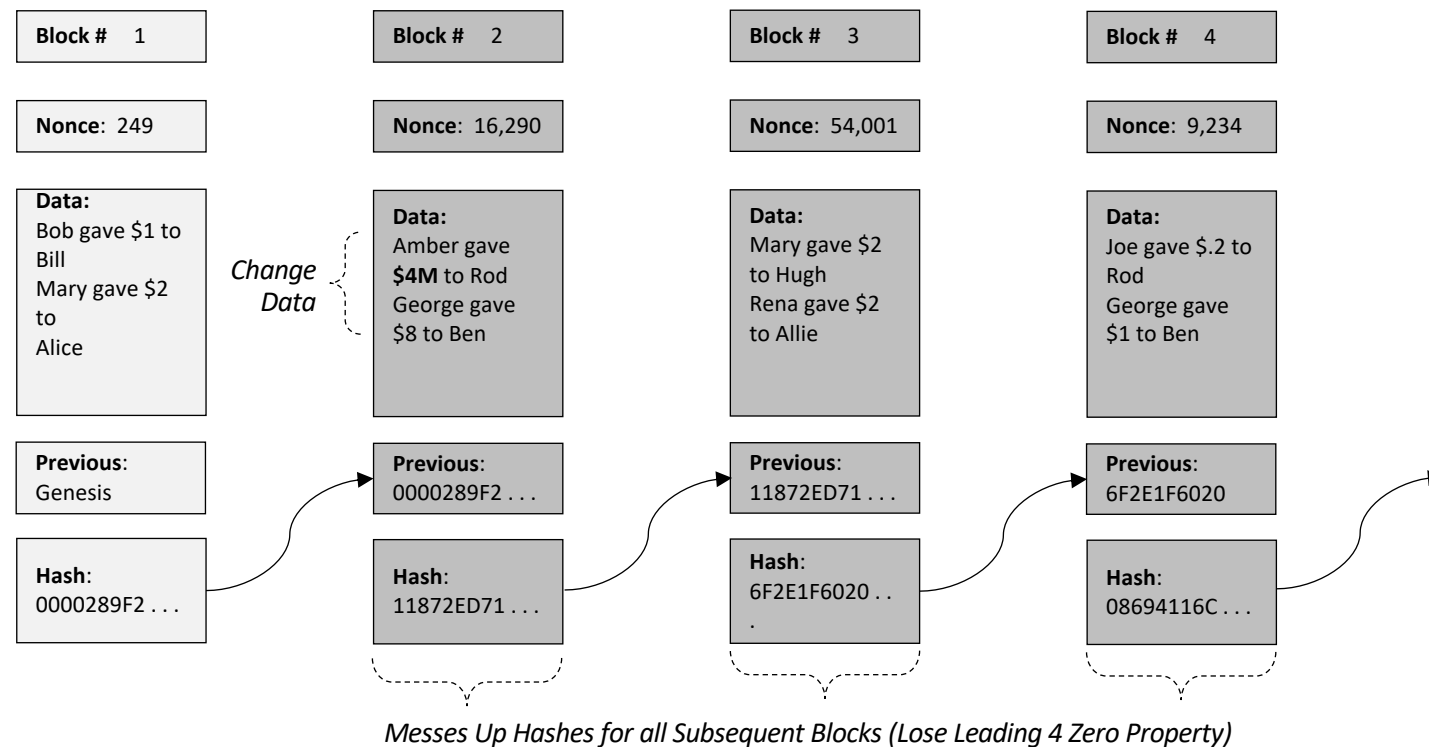 Block # 1
Nonce: 249
Data:
Bob gave $1 to
Bill
Mary gave $2
to
Alice
Previous:
Genesis
Hash:
0000289F2 . . .
Change
Data
Block # 2
Nonce: 16,290
Data:
Amber gave
$4M to Rod
George gave
$8 to Ben
Previous:
0000289F2 . . .
Hash:
11872ED71 . . .
Block # 3
Nonce: 54,001
Data:
Mary gave $2
to Hugh
Rena gave $2
to Allie
Previous:
11872ED71 . . .
Hash:
6F2E1F6020 . .
.
Block # 4
Nonce: 9,234
Data:
Joe gave $.2 to
Rod
George gave
$1 to Ben
Previous:
6F2E1F6020
Hash:
08694116C . . .
Messes Up Hashes for all Subsequent Blocks (Lose Leading 4 Zero Property)